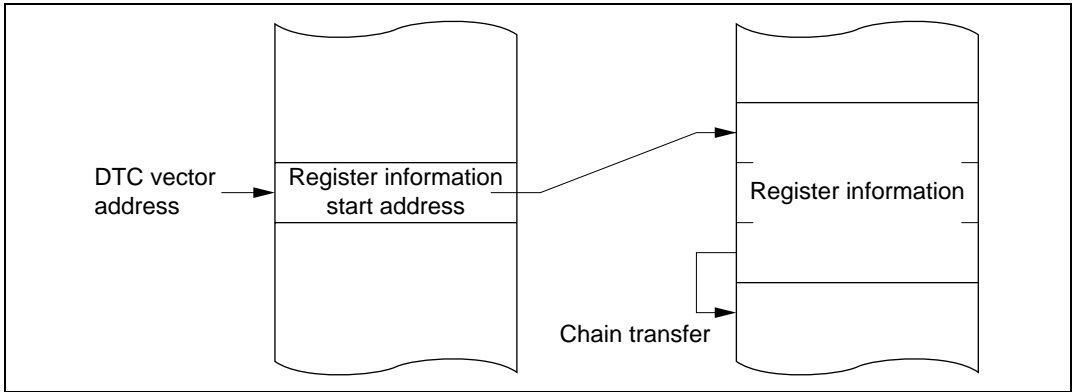 DTC vector
address
Register information
start address
Register information
Chain transfer